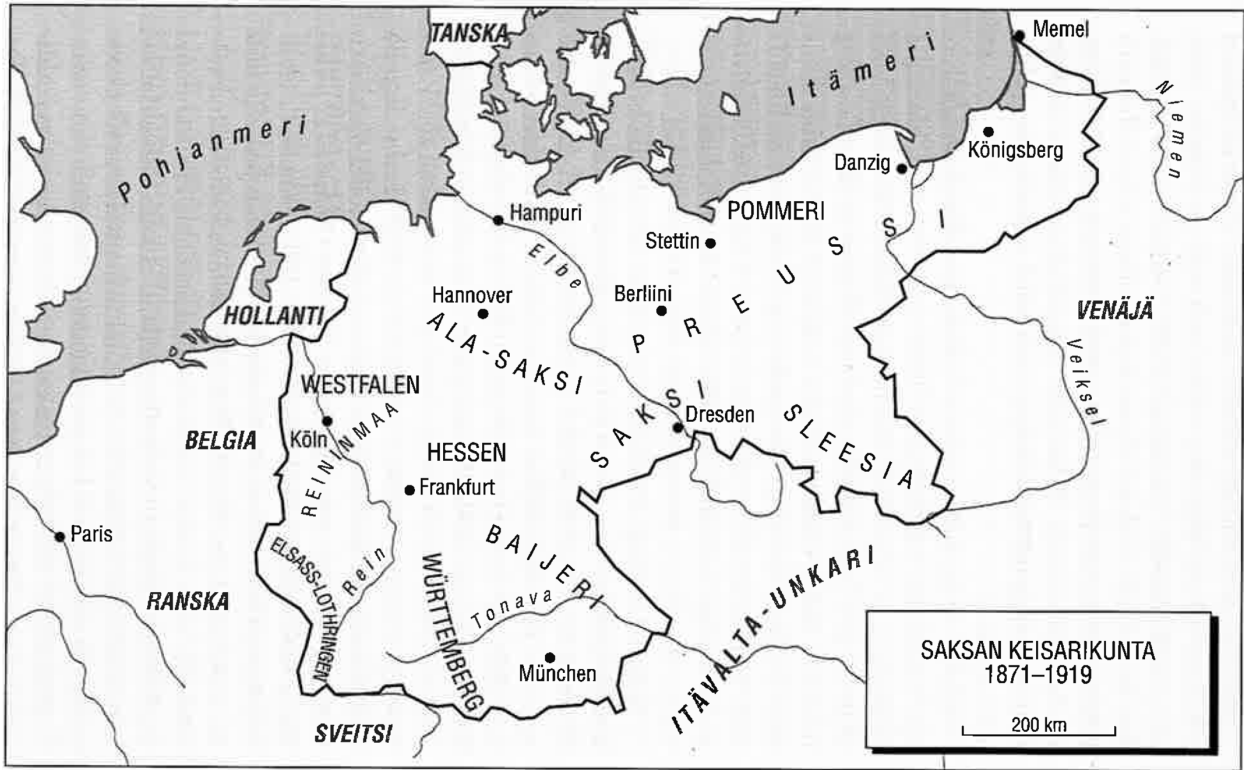 TANSKA
Memel
Itämeri
Niemen
Pohjanmeri
Königsberg
Danzig
Hampuri
POMMERI
Stettin
Elbe
PREUSSI
Hannover
Berliini
HOLLANTI
VENÄJÄ
ALA-SAKSI
Veiksel
WESTFALEN
SAKSI
Dresden
SLEESIA
BELGIA
Köln
REININMAA
HESSEN
Frankfurt
Paris
ELSASS-LOTHRINGEN
Rein
BAIJERI
RANSKA
WÜRTTEMBERG
Tonava
ITÄVALTA-UNKARI
München
SVEITSI
SAKSAN KEISARIKUNTA
1871–1919
200 km